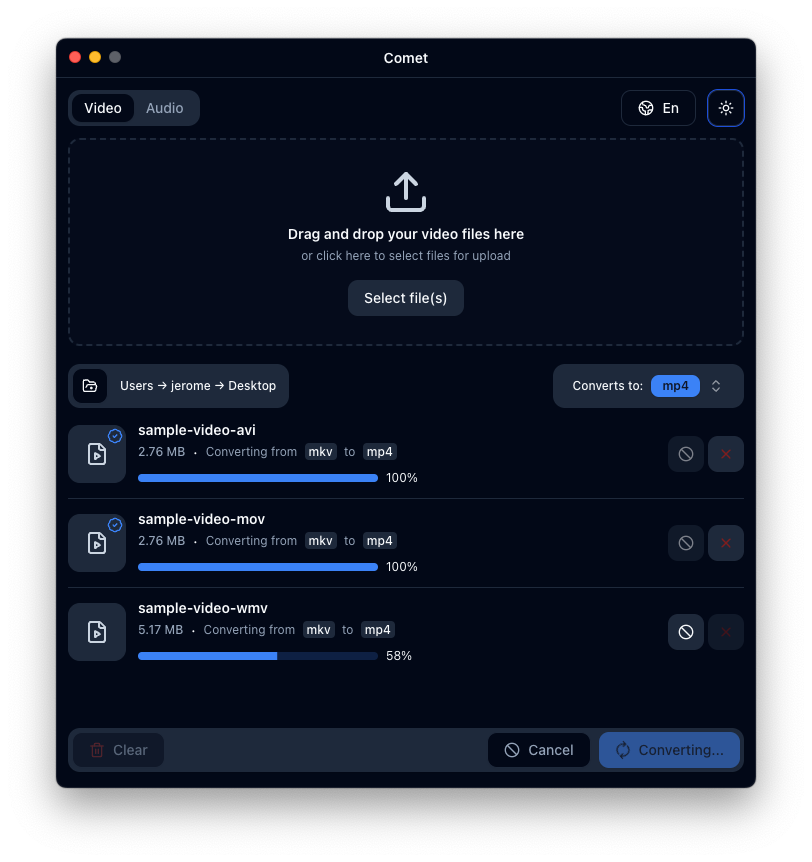 Comet
Video Audio En
Drag and drop your video files here
or click here to select files for upload
Select file(s)
Users → jerome → Desktop Converts to: mp4
sample-video-avi
2.76 MB • Converting from mkv to mp4
100%
sample-video-mov
2.76 MB • Converting from mkv to mp4
100%
sample-video-wmv
5.17 MB • Converting from mkv to mp4
58%
Clear Cancel Converting...